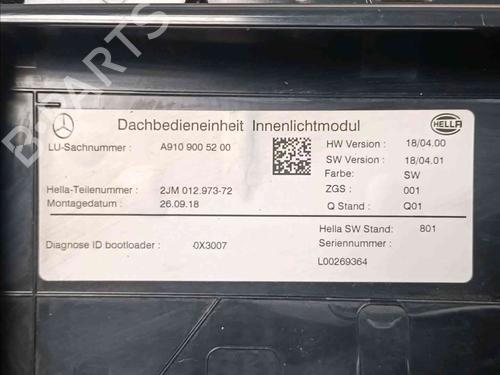 Dachbedieneinheit Innenlichtmodul
HELLA
LU-Sachnummer : A910 900 52 00
HW Version : 18/04.00
SW Version : 18/04.01
Farbe: SW
Hella-Teilenummer : 2JM 012.973-72
ZGS : 001
Montagedatum : 26.09.18
Q Stand : Q01
Hella SW Stand: 801
Diagnose ID bootloader : 0X3007
Seriennummer :
L00269364
B PARTS